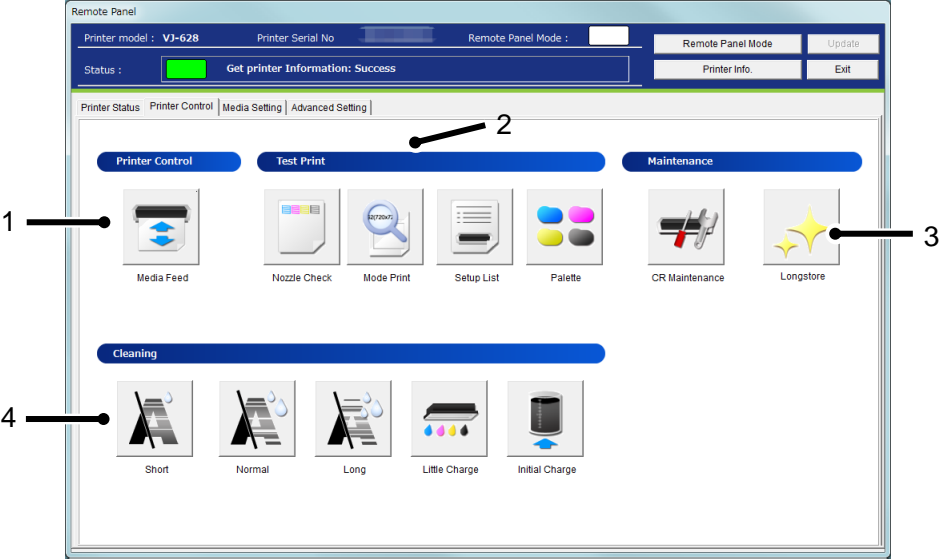 Remote Panel
Printer model : VJ-628 Printer Serial No Remote Panel Mode :
Remote Panel Mode Update
Status : Get printer Information: Success
Printer Info. Exit
Printer Status Printer Control Media Setting Advanced Setting
2
Printer Control Test Print Maintenance
1
3
62(720x72
Media Feed Nozzle Check Mode Print Setup List Palette CR Maintenance Longstore
Cleaning
4
Short Normal Long Little Charge Initial Charge